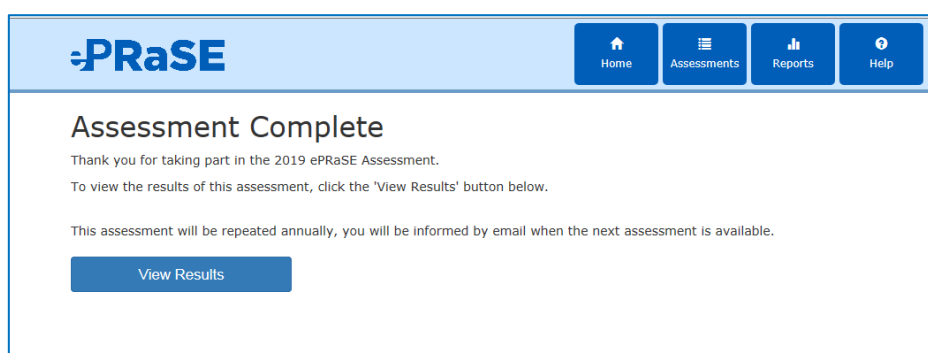 ePRaSE
Home
Assessments
Reports
Help
Assessment Complete
Thank you for taking part in the 2019 ePRaSE Assessment.
To view the results of this assessment, click the 'View Results' button below.
This assessment will be repeated annually, you will be informed by email when the next assessment is available.
View Results